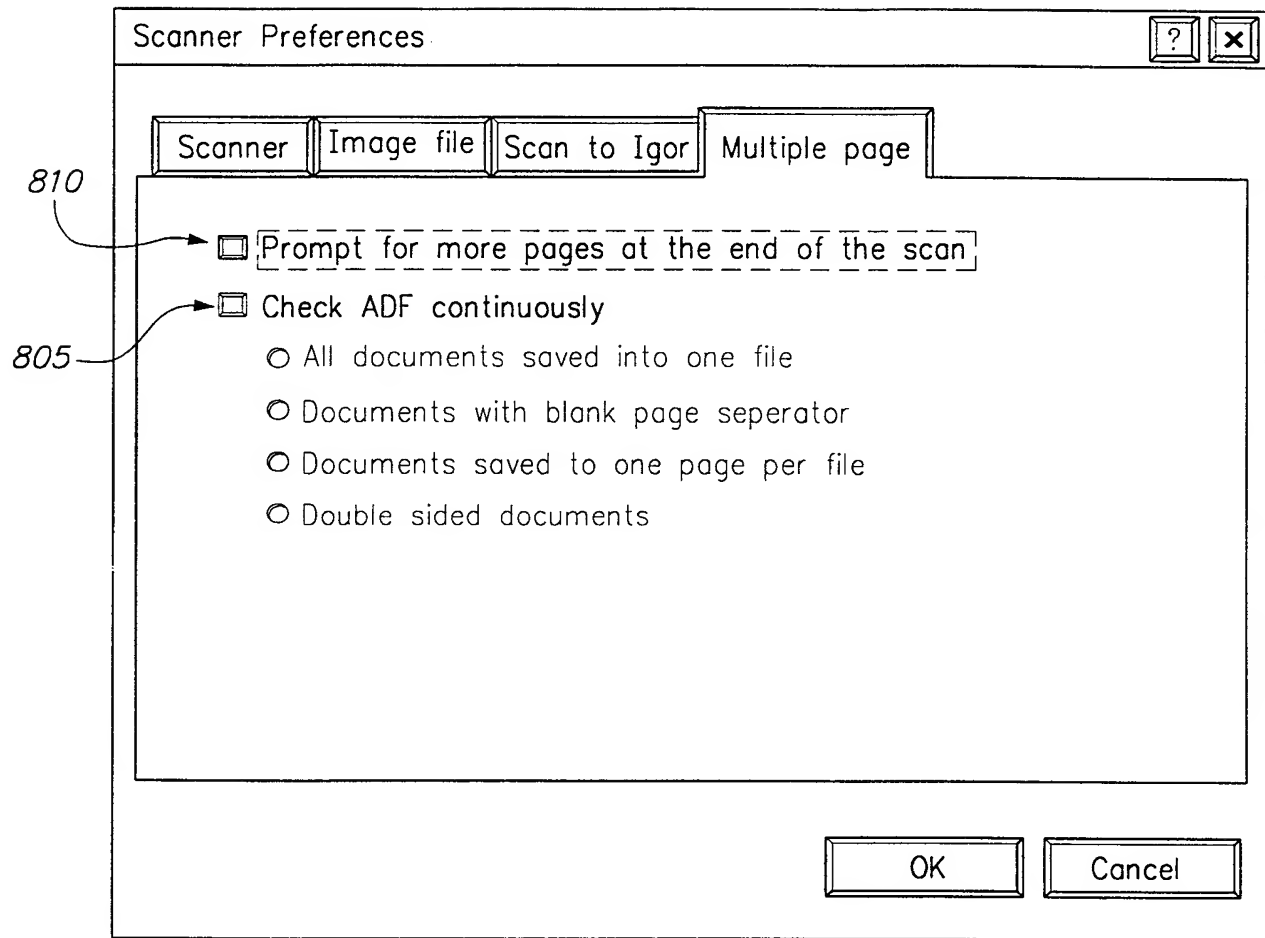 Scanner Preferences ? ×
Scanner Image file Scan to Igor Multiple page
810
Prompt for more pages at the end of the scan
Check ADF continuously
805
All documents saved into one file
Documents with blank page seperator
Documents saved to one page per file
Double sided documents
OK Cancel